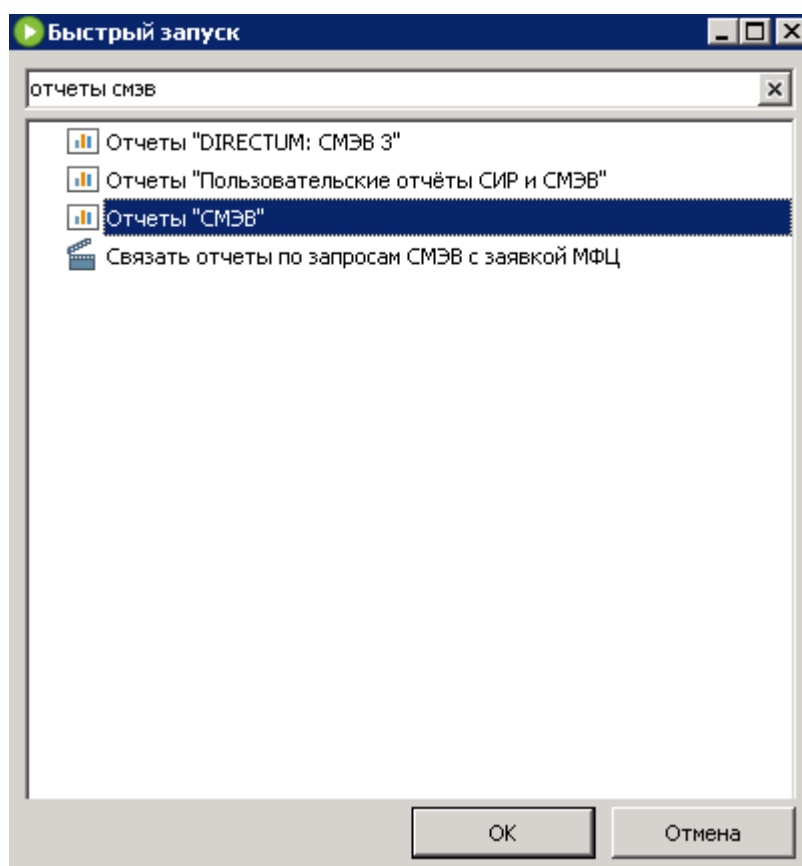 Быстрый запуск
отчеты смэв
Отчеты "DIRECTUM: СМЭВ 3"
Отчеты "Пользовательские отчёты СИР и СМЭВ"
Отчеты "СМЭВ"
Связать отчеты по запросам СМЭВ с заявкой МФЦ
ОК
Отмена